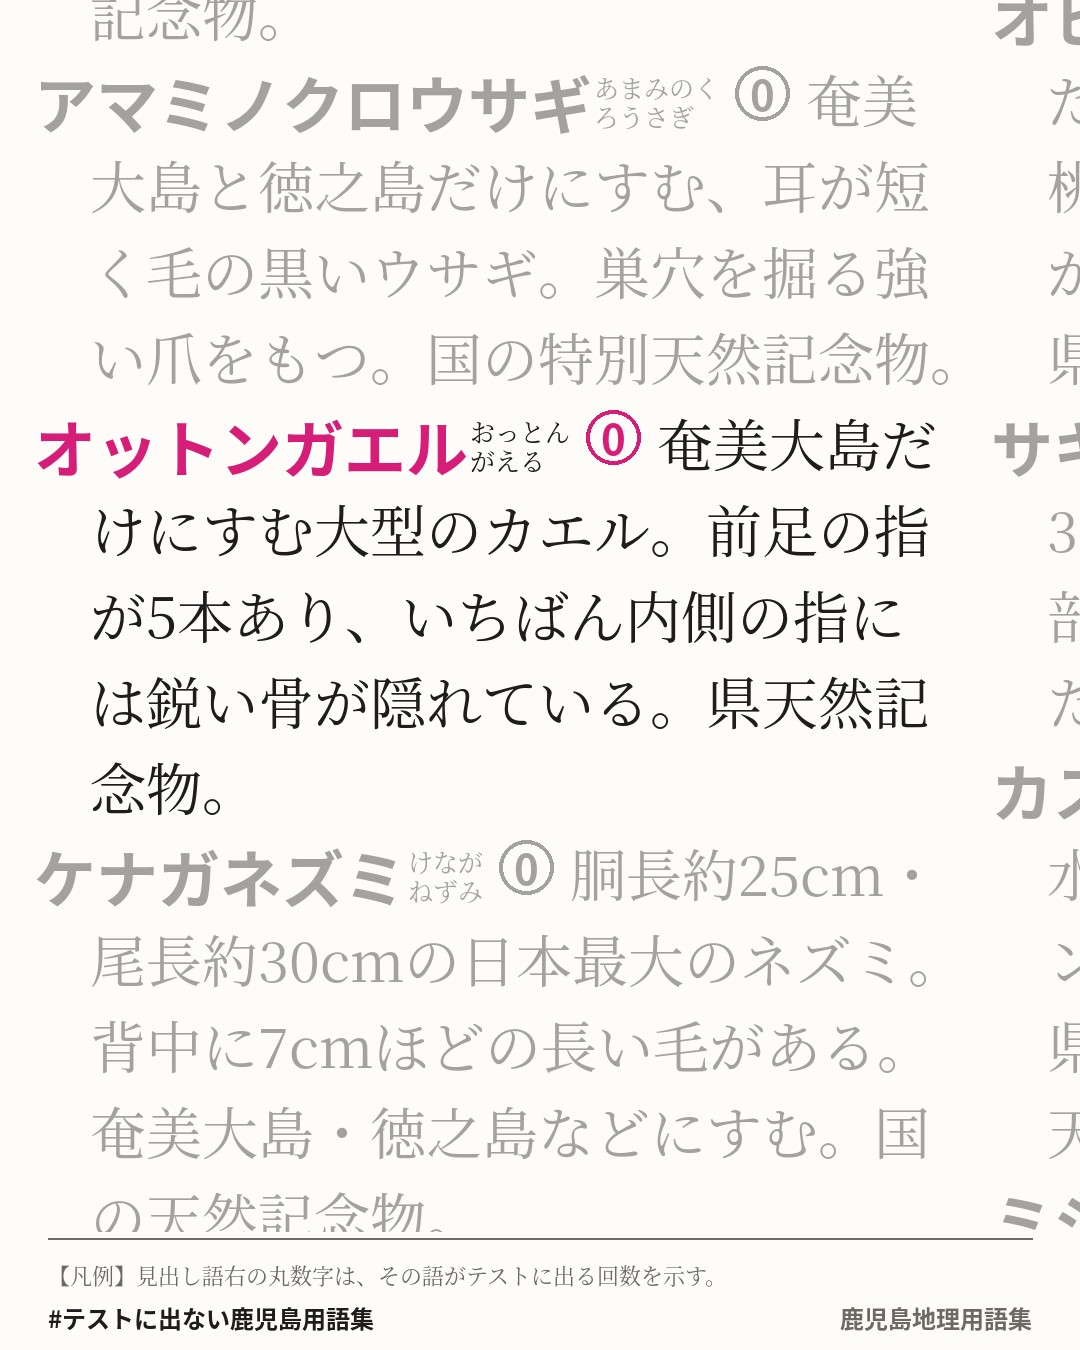 記念物。
アマミノクロウサギ あまみのくろうさぎ ⓪ 奄美
大島と徳之島だけにすむ、耳が短
く毛の黒いウサギ。巣穴を掘る強
い爪をもつ。国の特別天然記念物。
オットンガエル おっとんがえる ⓪ 奄美大島だ
けにすむ大型のカエル。前足の指
が5本あり、いちばん内側の指に
は鋭い骨が隠れている。県天然記
念物。
ケナガネズミ けながねずみ ⓪ 胴長約25cm・
尾長約30cmの日本最大のネズミ。
背中に7cmほどの長い毛がある。
奄美大島・徳之島などにすむ。国
の天然記念物。
【凡例】見出し語右の丸数字は、その語がテストに出る回数を示す。
#テストに出ない鹿児島用語集
鹿児島地理用語集